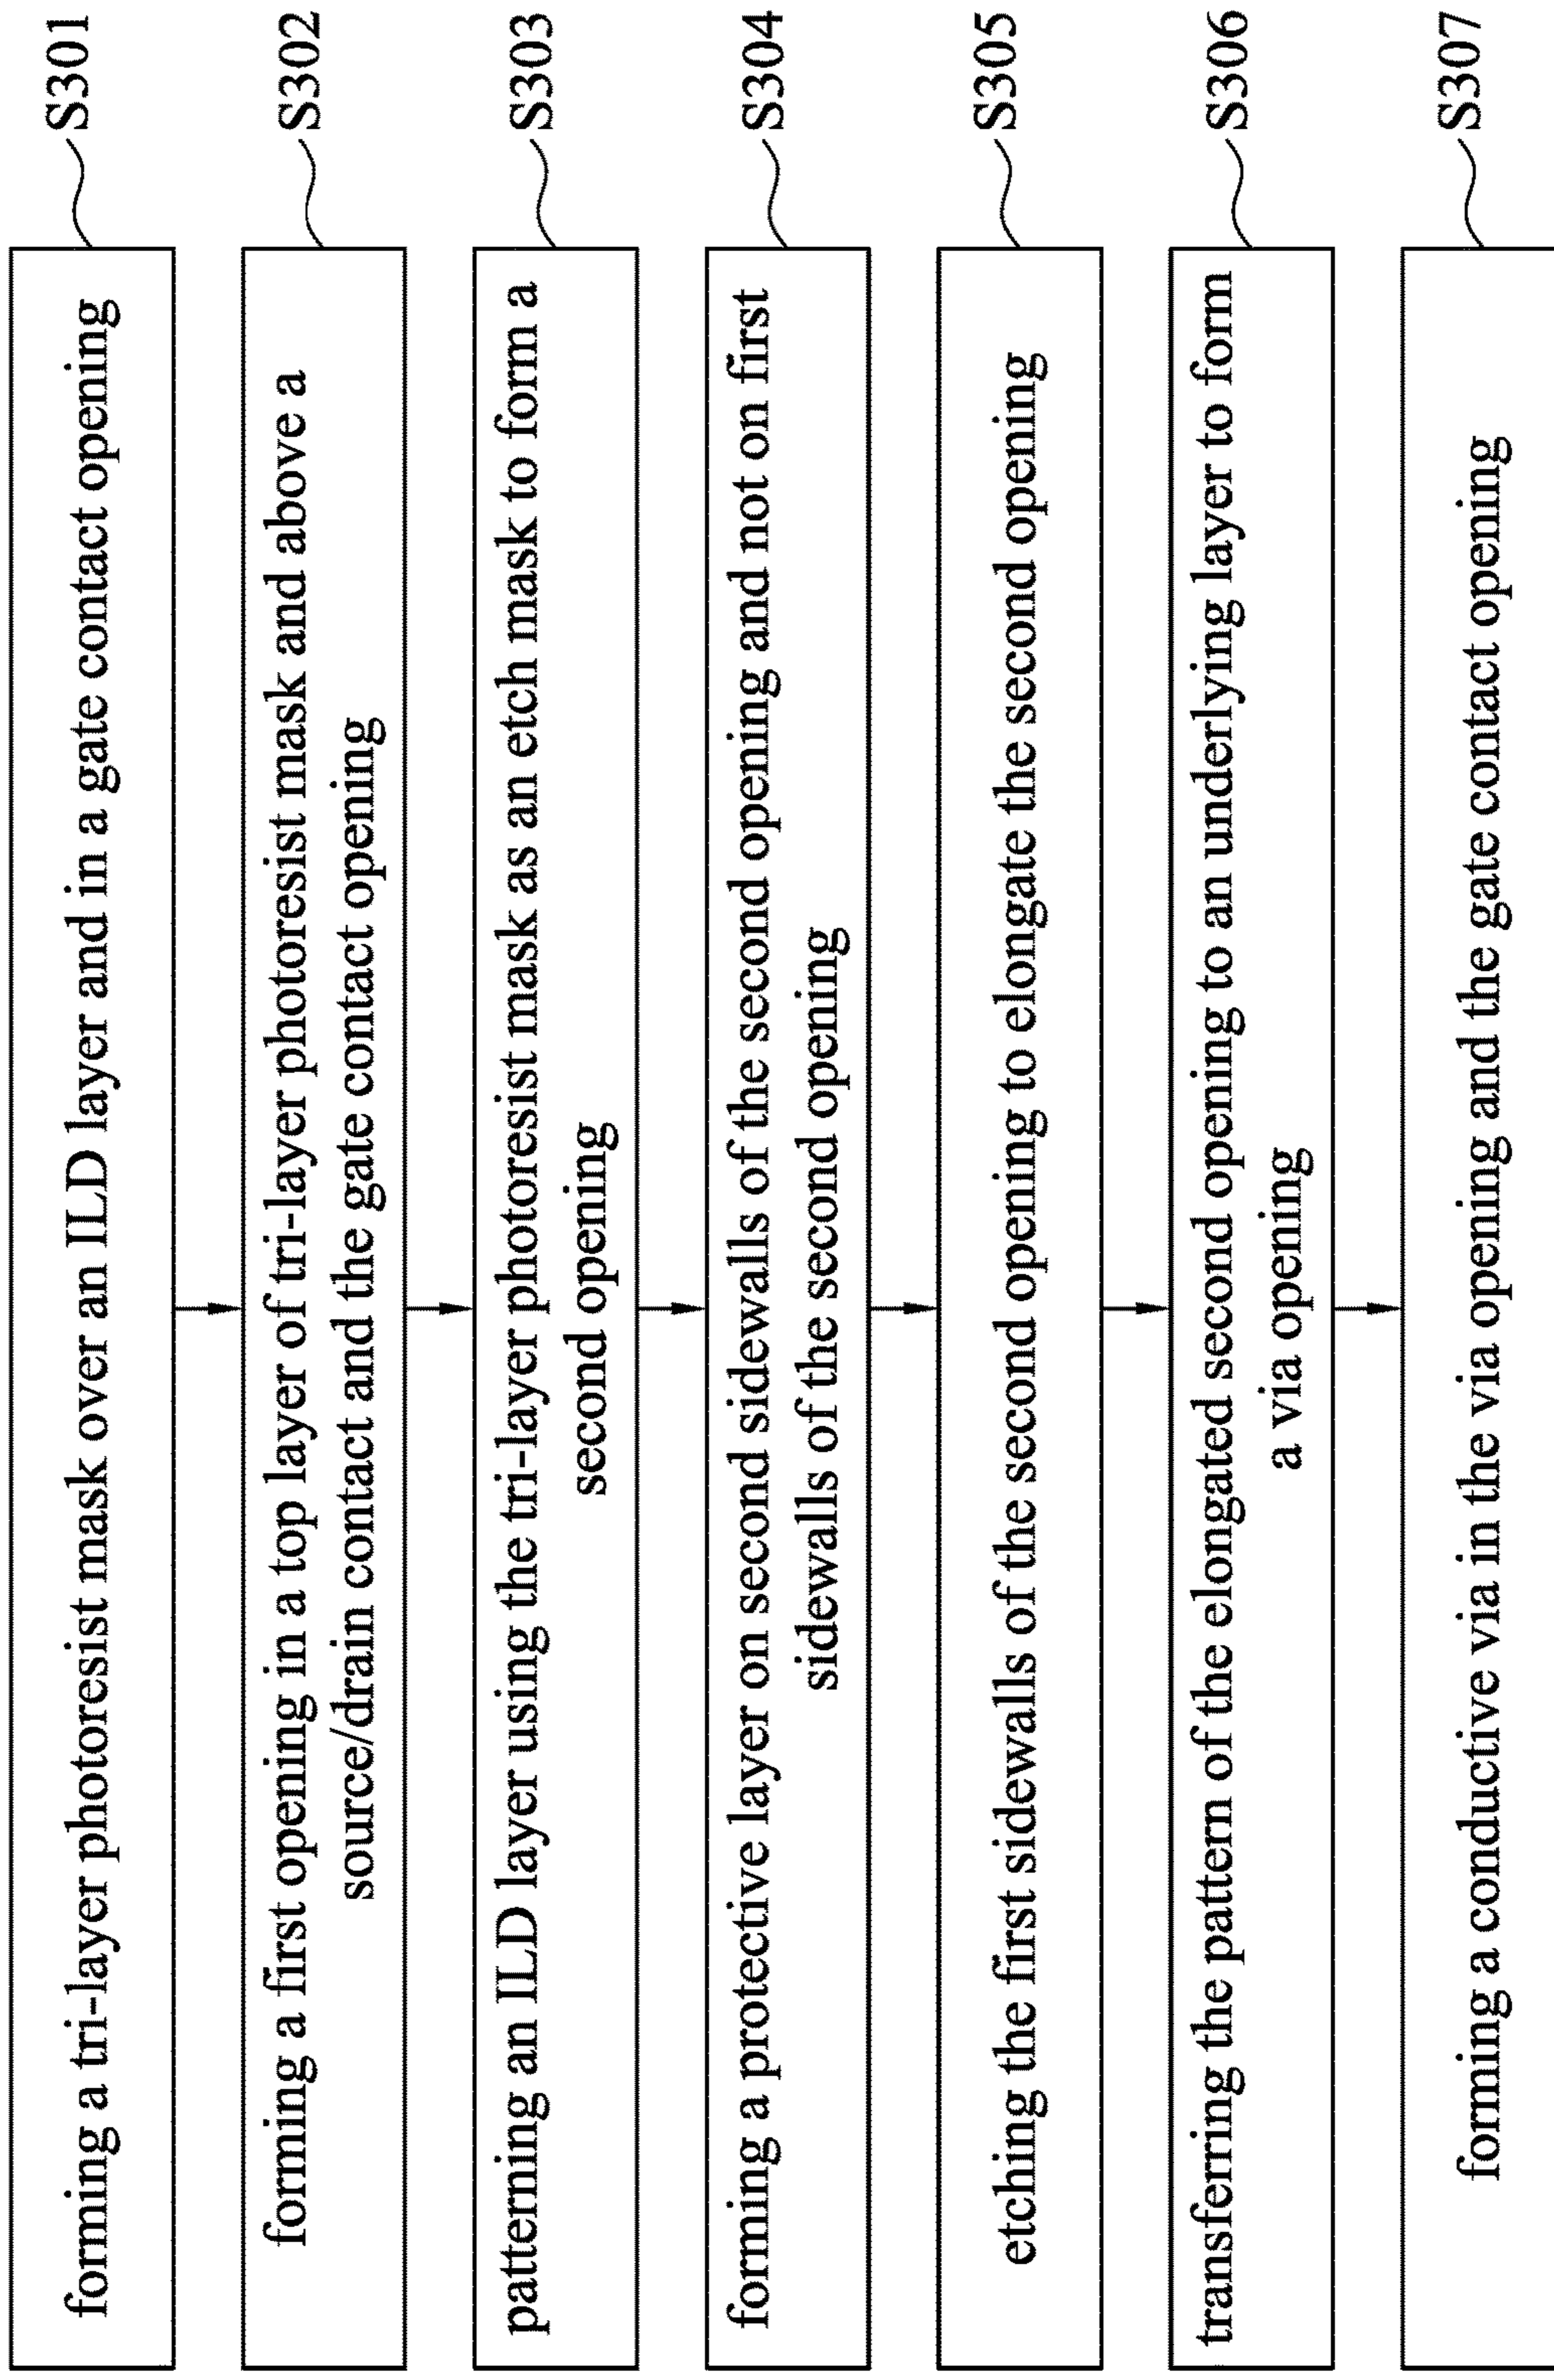 forming a tri-layer photoresist mask over an ILD layer and in a gate contact opening
S301
forming a first opening in a top layer of tri-layer photoresist mask and above a
source/drain contact and the gate contact opening
S302
patterning an ILD layer using the tri-layer photoresist mask as an etch mask to form a
second opening
S303
forming a protective layer on second sidewalls of the second opening and not on first
sidewalls of the second opening
S304
etching the first sidewalls of the second opening to elongate the second opening
S305
transferring the pattern of the elongated second opening to an underlying layer to form
a via opening
S306
forming a conductive via in the via opening and the gate contact opening
S307